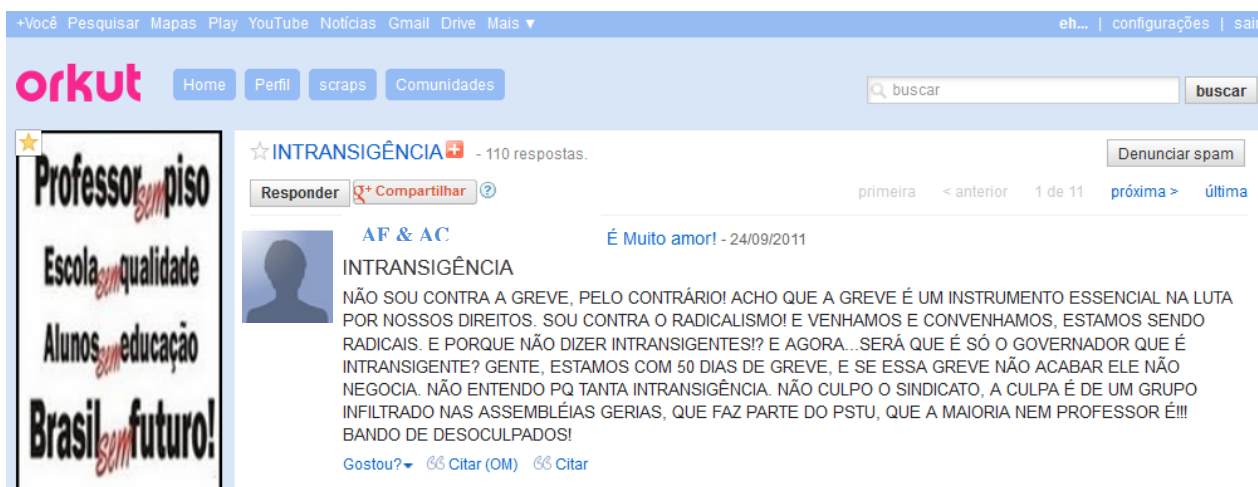 +Você Pesquisar Mapas Play YouTube Notícias Gmail Drive Mais ▼ eh... | configurações | sair
orkut Home Perfil scraps Comunidades buscar buscar
Professor sem piso
Escola sem qualidade
Alunos sem educação
Brasil sem futuro!
INTRANSIGÊNCIA - 110 respostas. Denunciar spam
Responder g+ Compartilhar ? primeira < anterior 1 de 11 próxima > última
AF & AC É Muito amor! - 24/09/2011
INTRANSIGÊNCIA
NÃO SOU CONTRA A GREVE, PELO CONTRÁRIO! ACHO QUE A GREVE É UM INSTRUMENTO ESSENCIAL NA LUTA
POR NOSSOS DIREITOS. SOU CONTRA O RADICALISMO! E VENHAMOS E CONVENHAMOS, ESTAMOS SENDO
RADICAIS. E PORQUE NÃO DIZER INTRANSIGENTES!? E AGORA...SERÁ QUE É SÓ O GOVERNADOR QUE É
INTRANSIGENTE? GENTE, ESTAMOS COM 50 DIAS DE GREVE, E SE ESSA GREVE NÃO ACABAR ELE NÃO
NEGOCIA. NÃO ENTENDO PQ TANTA INTRANSIGÊNCIA. NÃO CULPO O SINDICATO, A CULPA É DE UM GRUPO
INFILTRADO NAS ASSEMBLÉIAS GERIAS, QUE FAZ PARTE DO PSTU, QUE A MAIORIA NEM PROFESSOR É!!!
BANDO DE DESOCULPADOS!
Gostou? Citar (OM) Citar